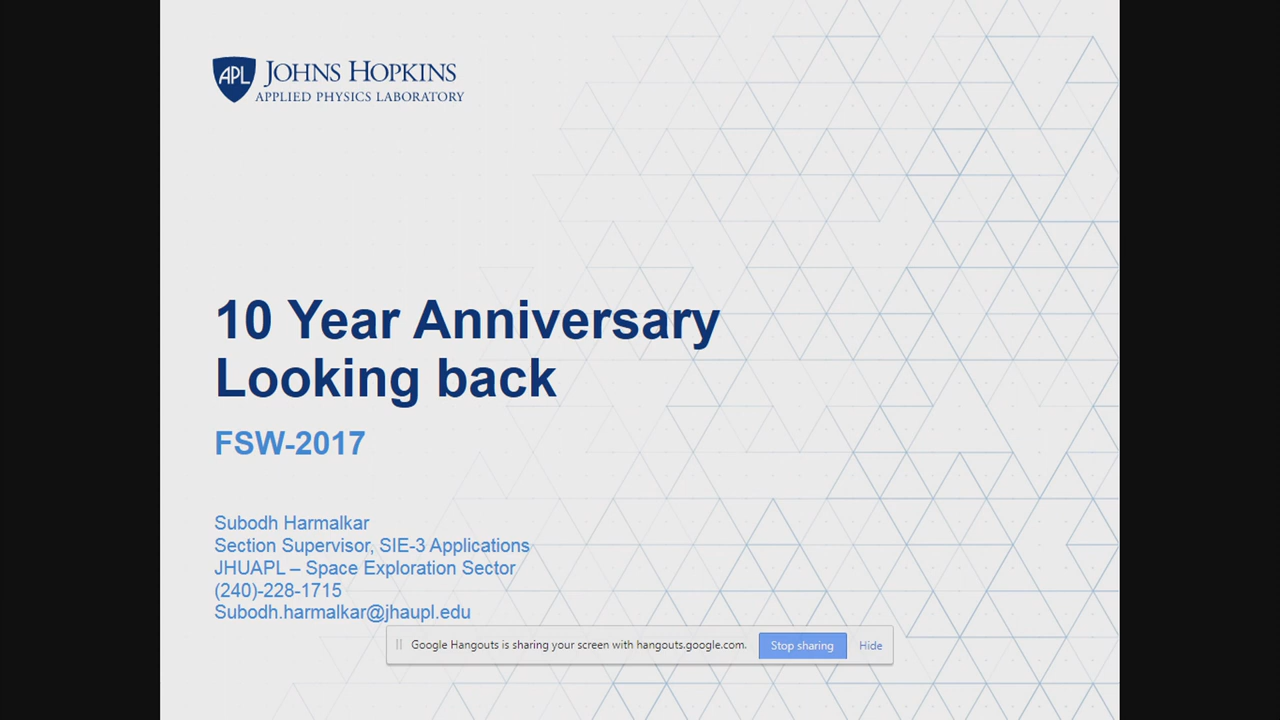 APL JOHNS HOPKINS
APPLIED PHYSICS LABORATORY
10 Year Anniversary
Looking back
FSW-2017
Subodh Harmalkar
Section Supervisor, SIE-3 Applications
JHUAPL – Space Exploration Sector
(240)-228-1715
Subodh.harmalkar@jhaupl.edu
Google Hangouts is sharing your screen with hangouts.google.com. Stop sharing Hide